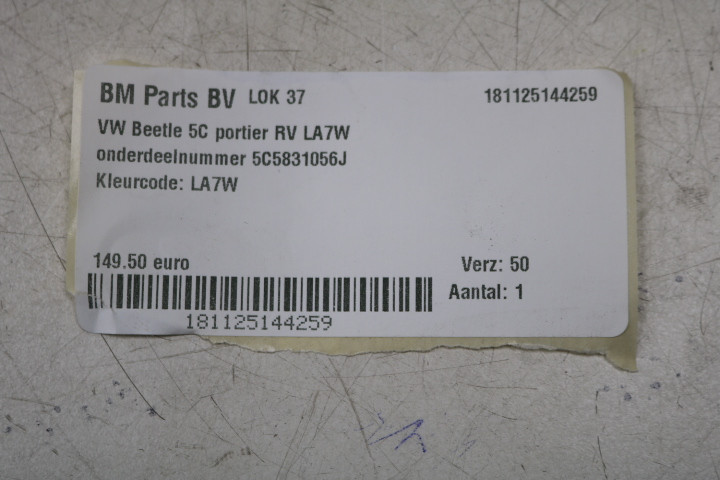 BM Parts BV LOK 37 181125144259
VW Beetle 5C portier RV LA7W
onderdeelnummer 5C5831056J
Kleurcode: LA7W
149.50 euro Verz: 50
Aantal: 1
181125144259